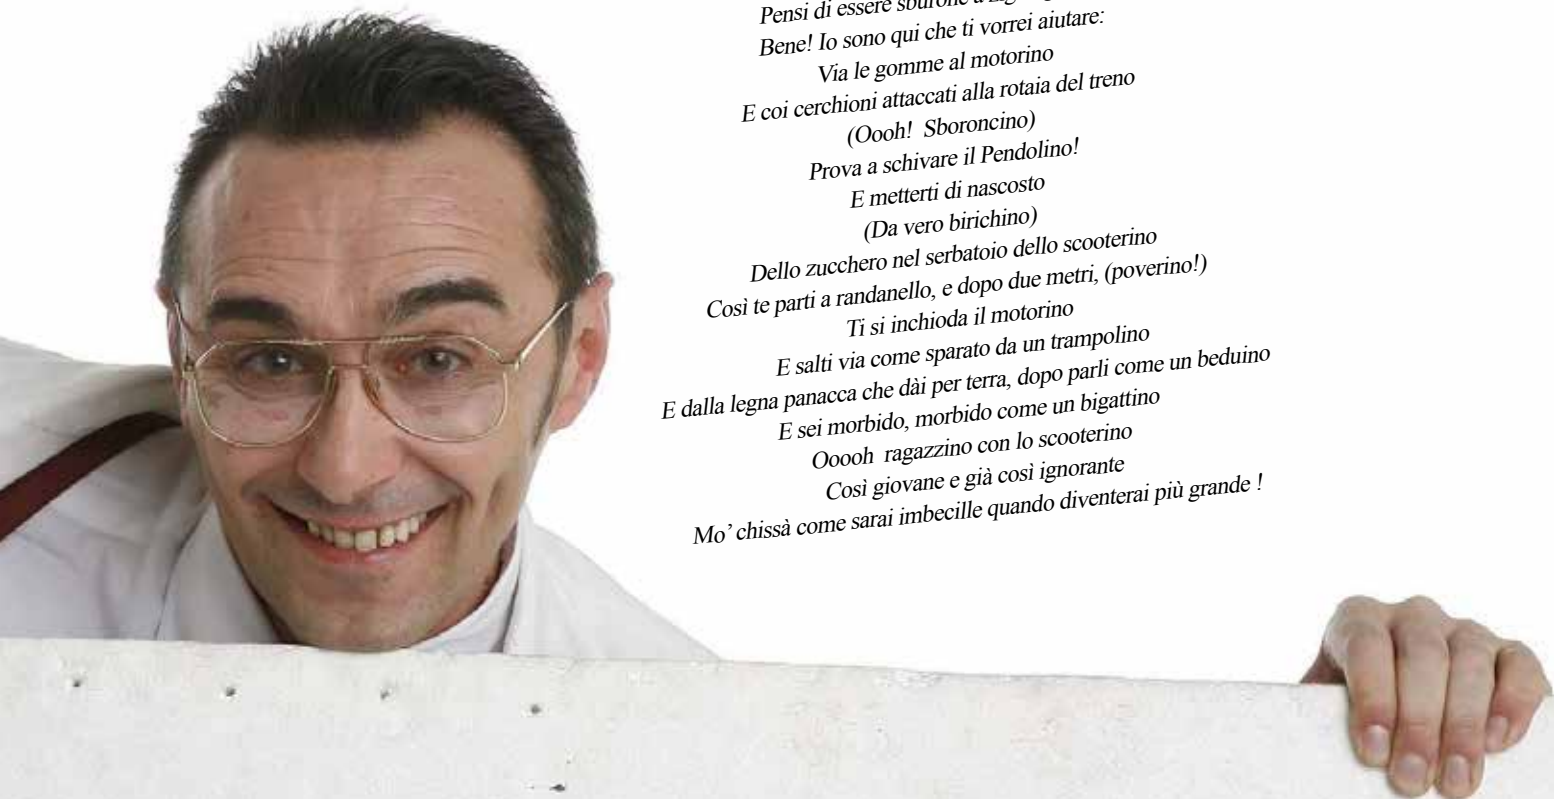 Pensi di essere sburone a
Bene! Io sono qui che ti vorrei aiutare:
Via le gomme al motorino
E coi cerchioni attaccati alla rotaia del treno
(Oooh!  Sboroncino)
Prova a schivare il Pendolino!
E metterti di nascosto
(Da vero birichino)
Dello zucchero nel serbatoio dello scooterino
Così te parti a randanello, e dopo due metri, (poverino!)
Ti si inchioda il motorino
E salti via come sparato da un trampolino
E dalla legna panacca che dài per terra, dopo parli come un beduino
E sei morbido, morbido come un bigattino
Ooooh  ragazzino con lo scooterino
Così giovane e già così ignorante
Mo’ chissà come sarai imbecille quando diventerai più grande !